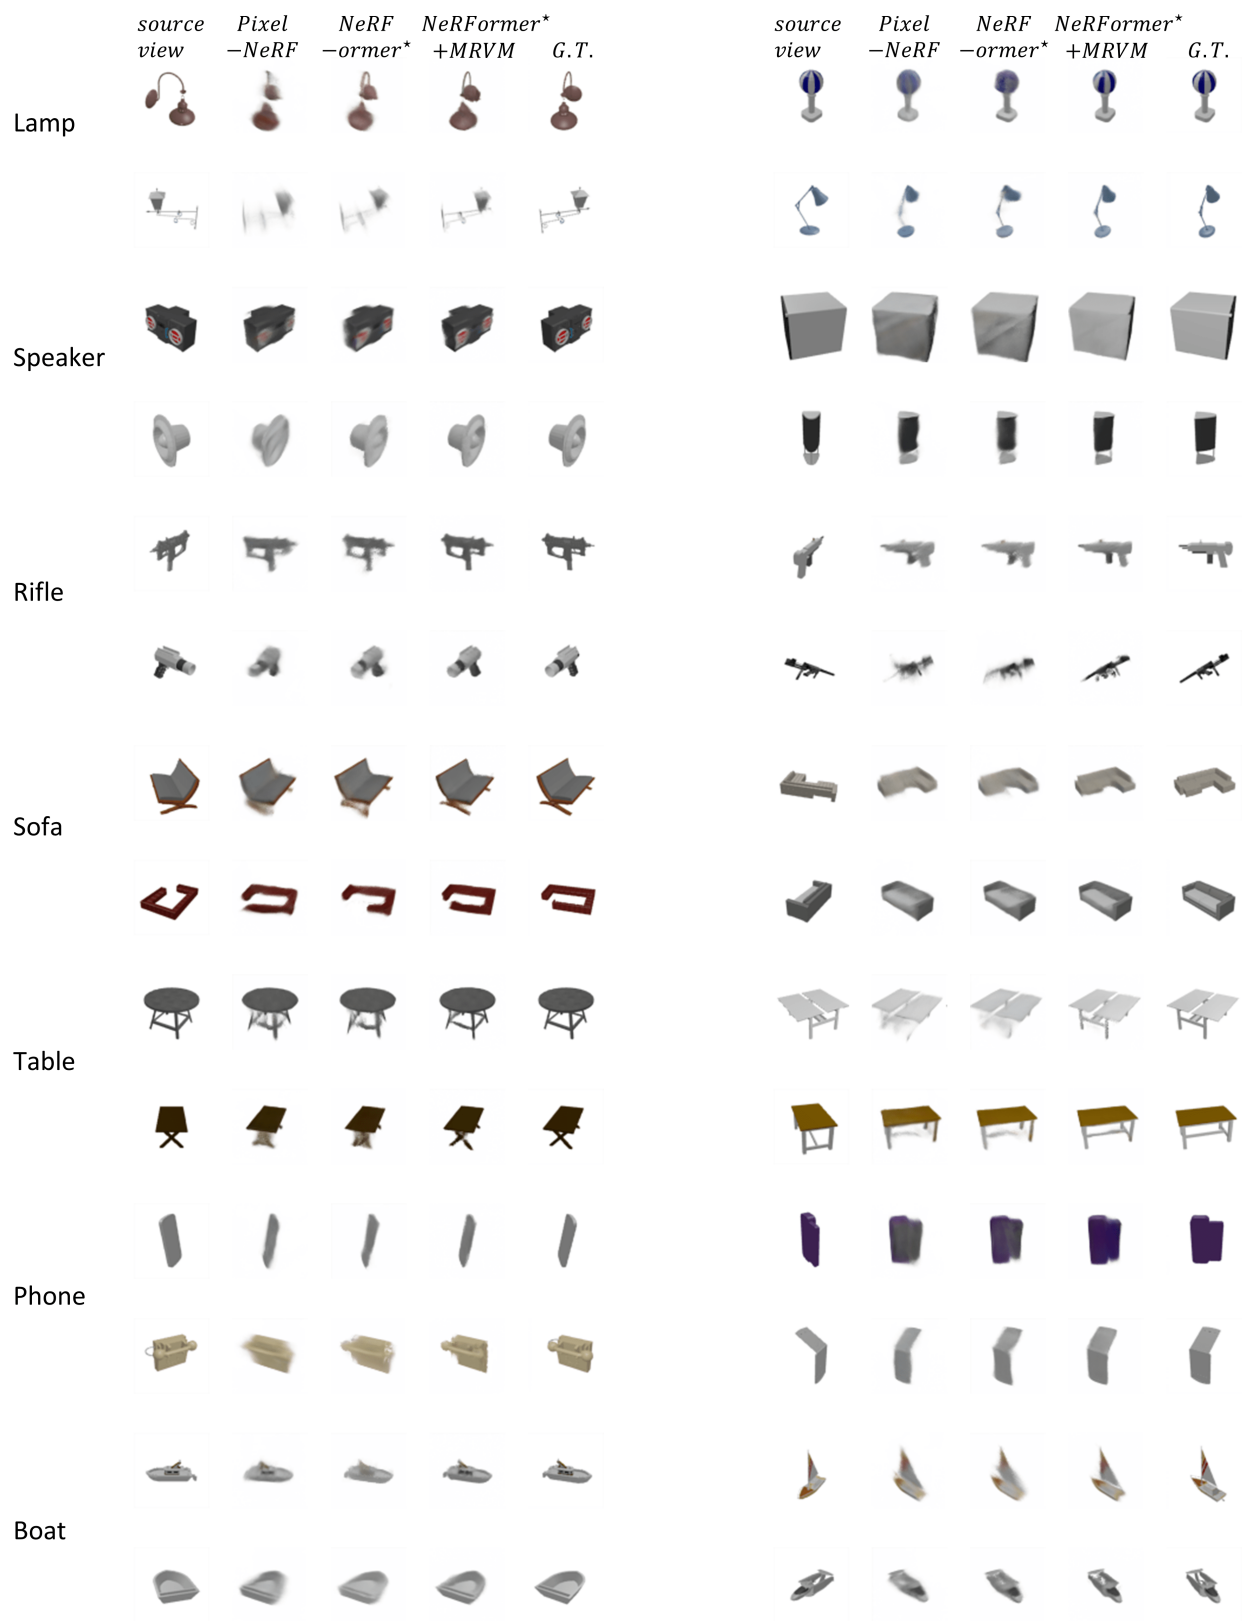 source Pixel NeRF NeRFormer* source Pixel NeRF NeRFormer*
view −NeRF −ormer* +MRVM G.T. view −NeRF −ormer* +MRVM G.T.
Lamp
Speaker
Rifle
Sofa
Table
Phone
Boat